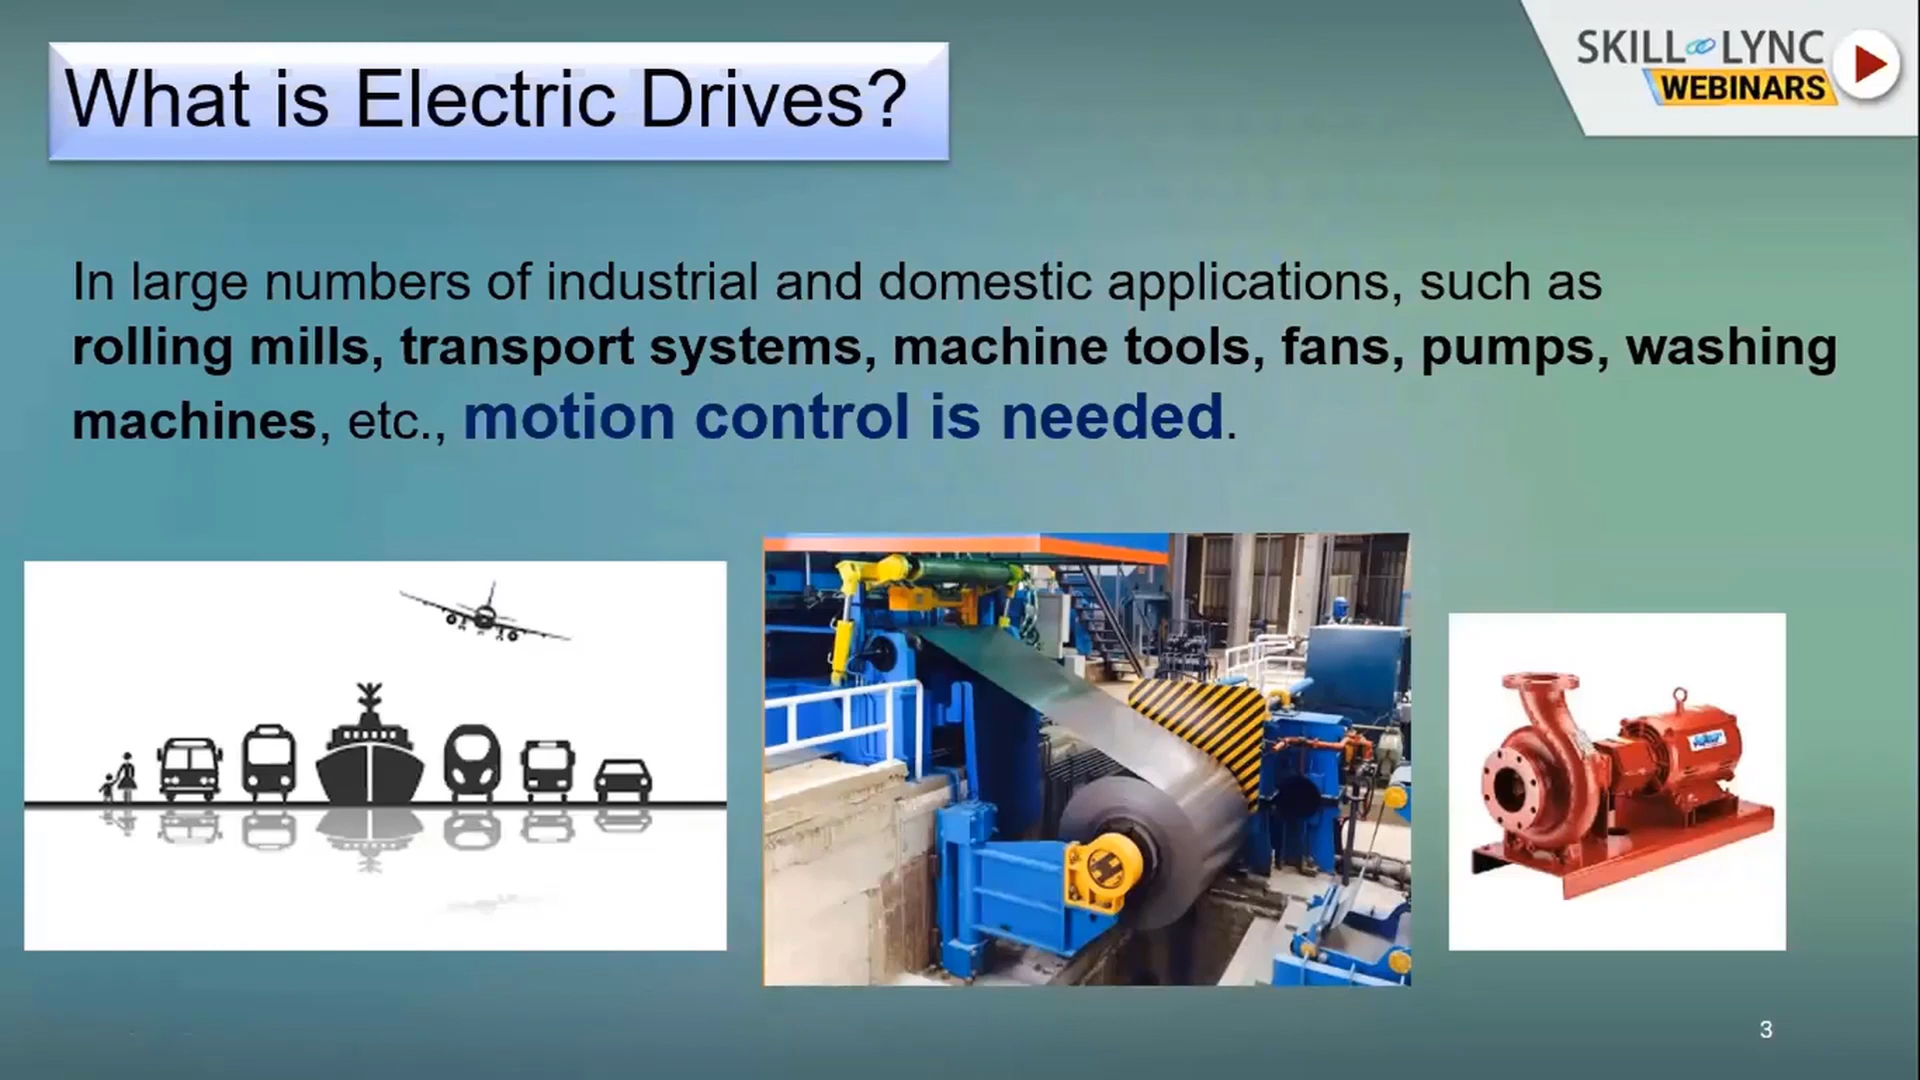 What is Electric Drives?
SKILL LYNC
WEBINARS
In large numbers of industrial and domestic applications, such as
rolling mills, transport systems, machine tools, fans, pumps, washing
machines, etc., motion control is needed.
3